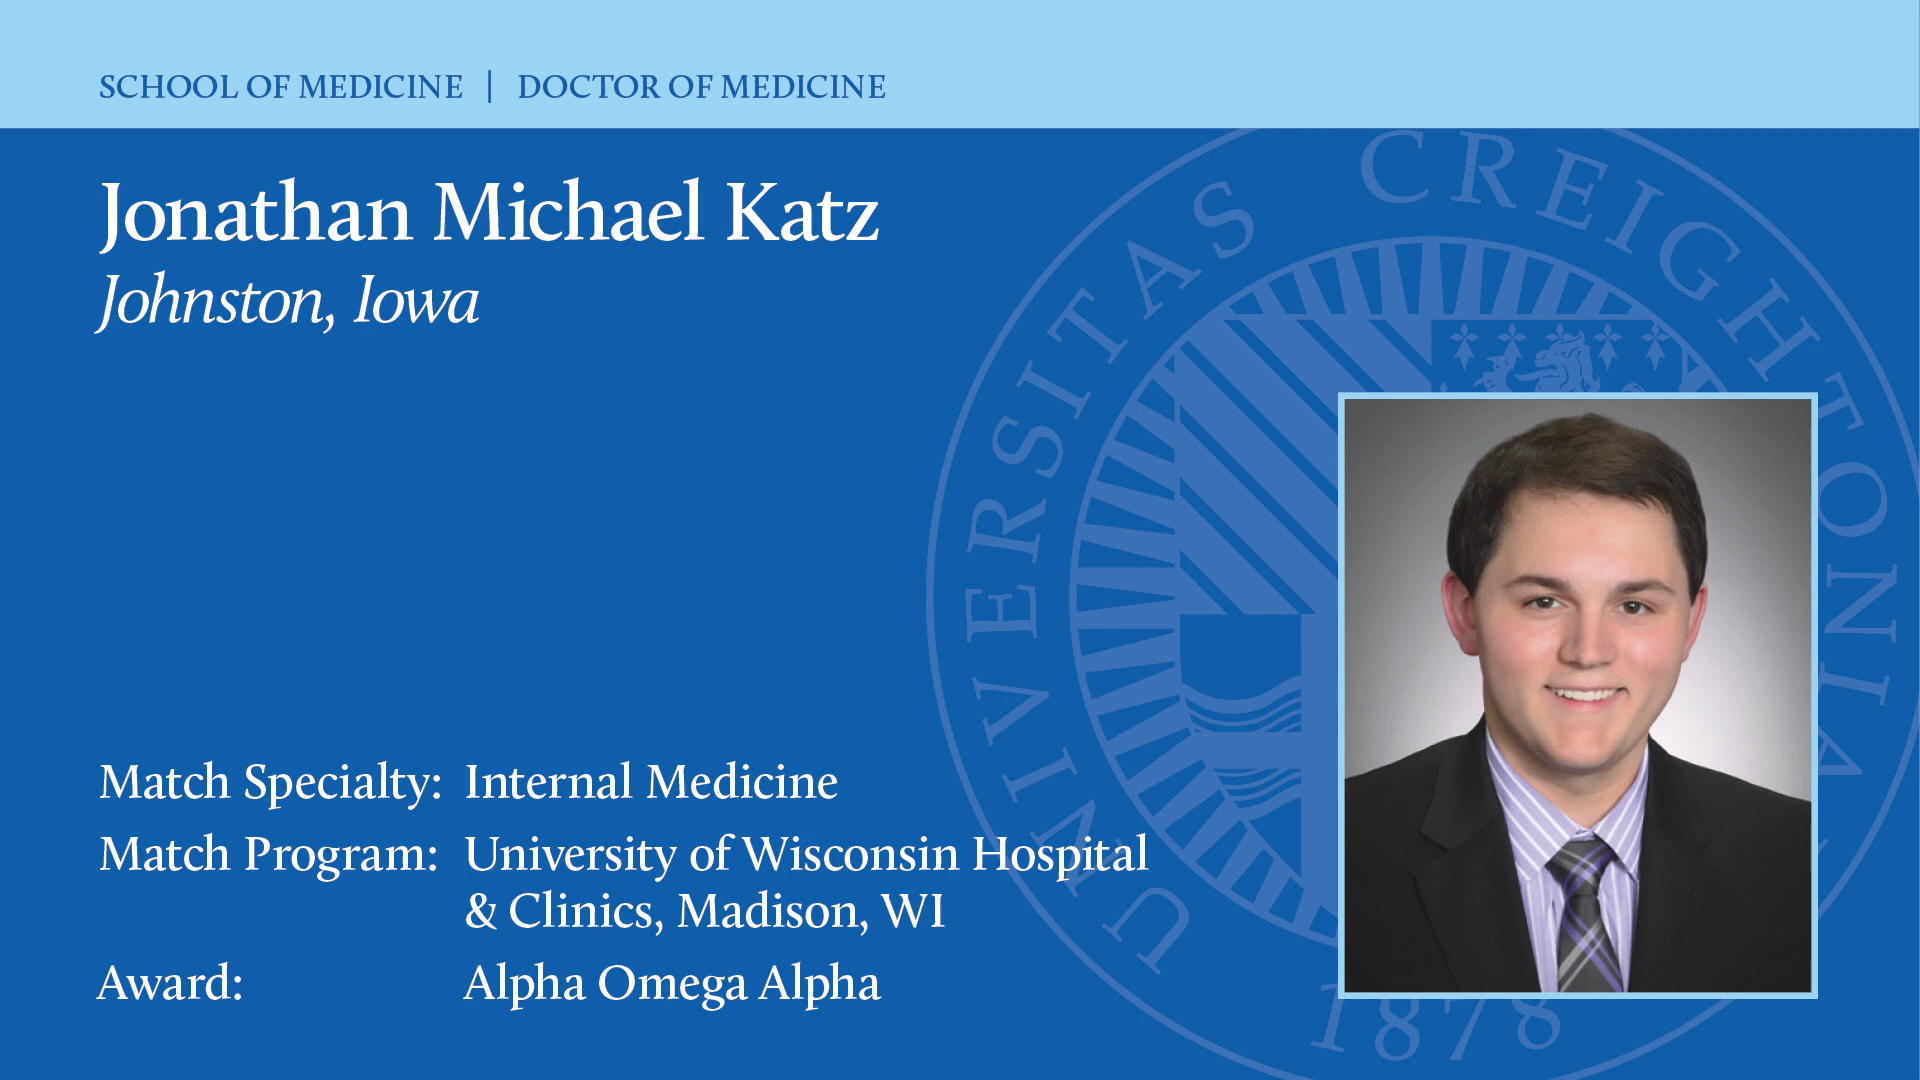 SCHOOL OF MEDICINE | DOCTOR OF MEDICINE
Jonathan Michael Katz
Johnston, Iowa
Match Specialty: Internal Medicine
Match Program: University of Wisconsin Hospital
& Clinics, Madison, WI
Award: Alpha Omega Alpha
UNIVERSITAS CREIGHTONIANA
1878